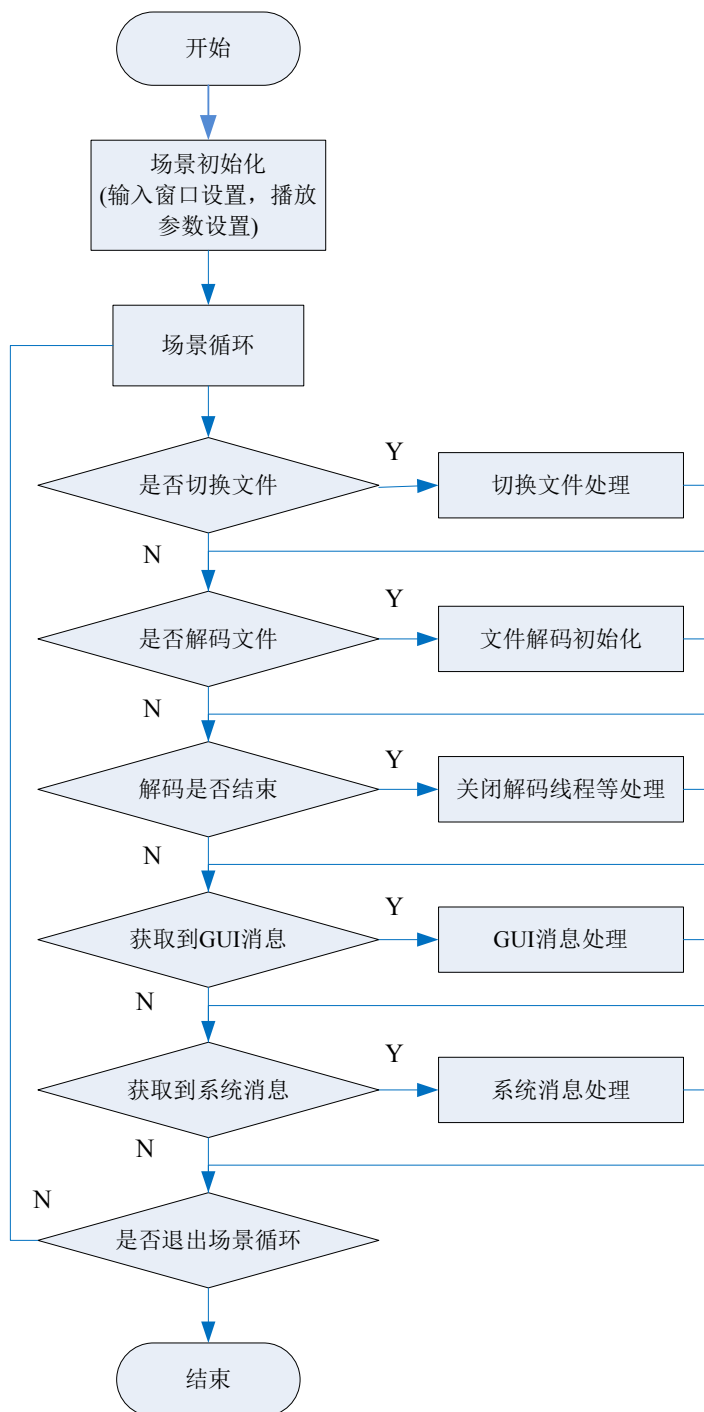 开始
场景初始化
(输入窗口设置，播放
参数设置)
场景循环
是否切换文件
Y
切换文件处理
N
是否解码文件
Y
文件解码初始化
N
解码是否结束
Y
关闭解码线程等处理
N
获取到GUI消息
Y
GUI消息处理
N
获取到系统消息
Y
系统消息处理
N
N
是否退出场景循环
结束